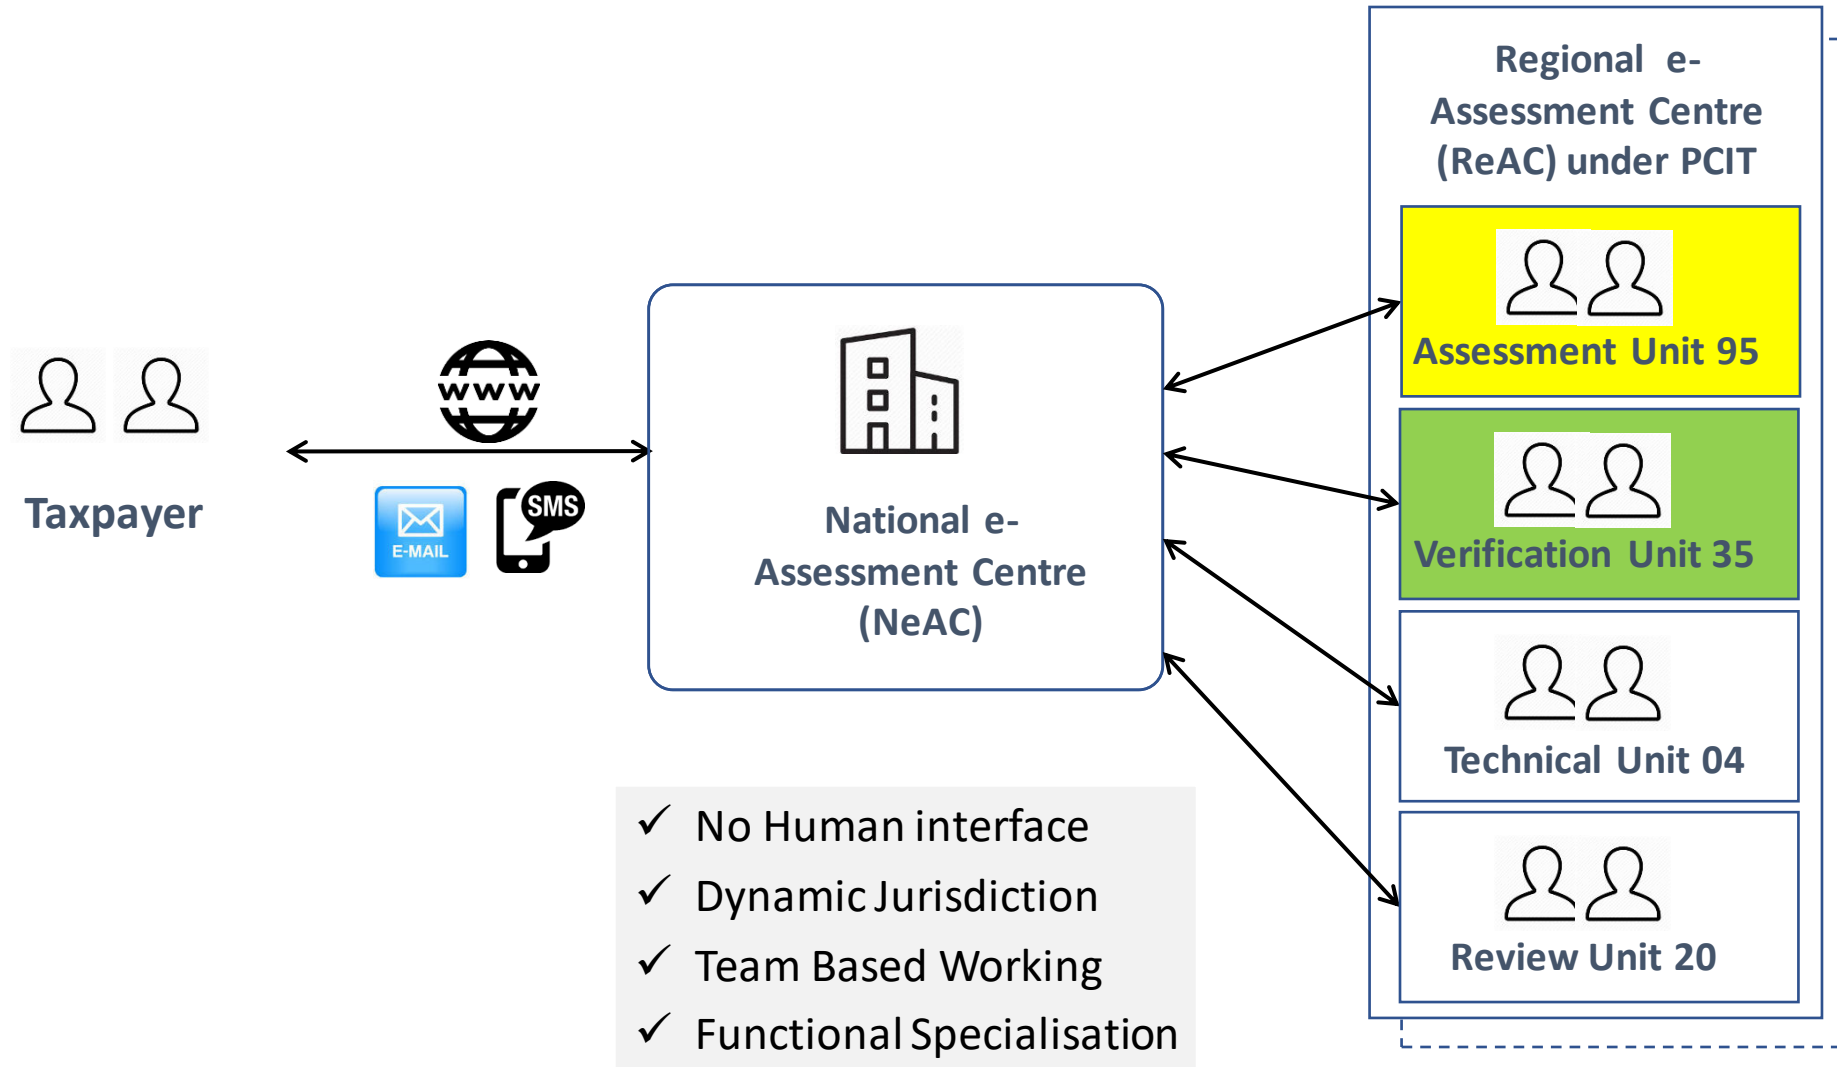 Regional e-
Assessment Centre
(ReAC) under PCIT
Assessment Unit 95
Verification Unit 35
Technical Unit 04
Review Unit 20
www
E-MAIL
SMS
Taxpayer
National e-
Assessment Centre
(NeAC)
✓ No Human interface
✓ Dynamic Jurisdiction
✓ Team Based Working
✓ Functional Specialisation